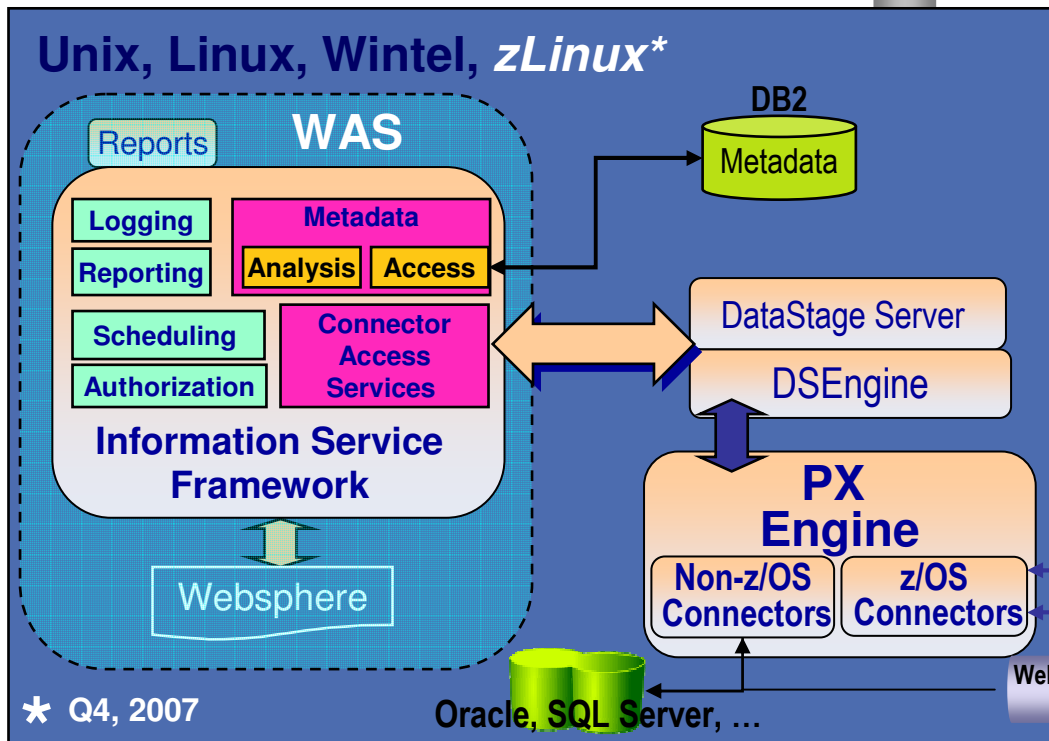 Unix, Linux, Wintel, zLinux*
WAS
Reports
Logging
Reporting
Metadata
Analysis
Access
Scheduling
Authorization
Connector
Access
Services
Information Service
Framework
Websphere
DB2
Metadata
DataStage Server
DSEngine
PX
Engine
Non-z/OS
Connectors
z/OS
Connectors
Oracle, SQL Server, ...
* Q4, 2007